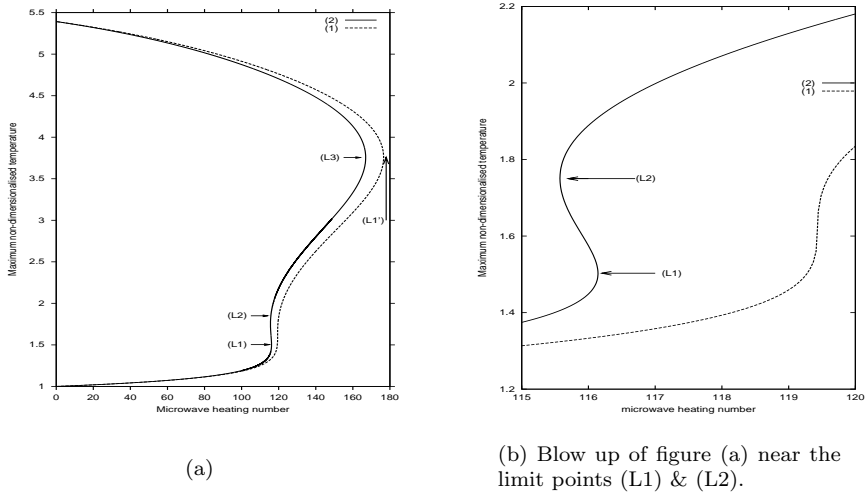 5.5
5
4.5
4
3.5
3
2.5
2
1.5
1
Maximum non-dimensionalised temperature
0 20 40 60 80 100 120 140 160 180
Microwave heating number
(2)
(1)
(L3)
(L1')
(L2)
(L1)
(a)
2.2
2
1.8
1.6
1.4
1.2
Maximum non-dimensionalised temperature
115 116 117 118 119 120
microwave heating number
(2)
(1)
(L2)
(L1)
(b) Blow up of figure (a) near the
limit points (L1) & (L2).